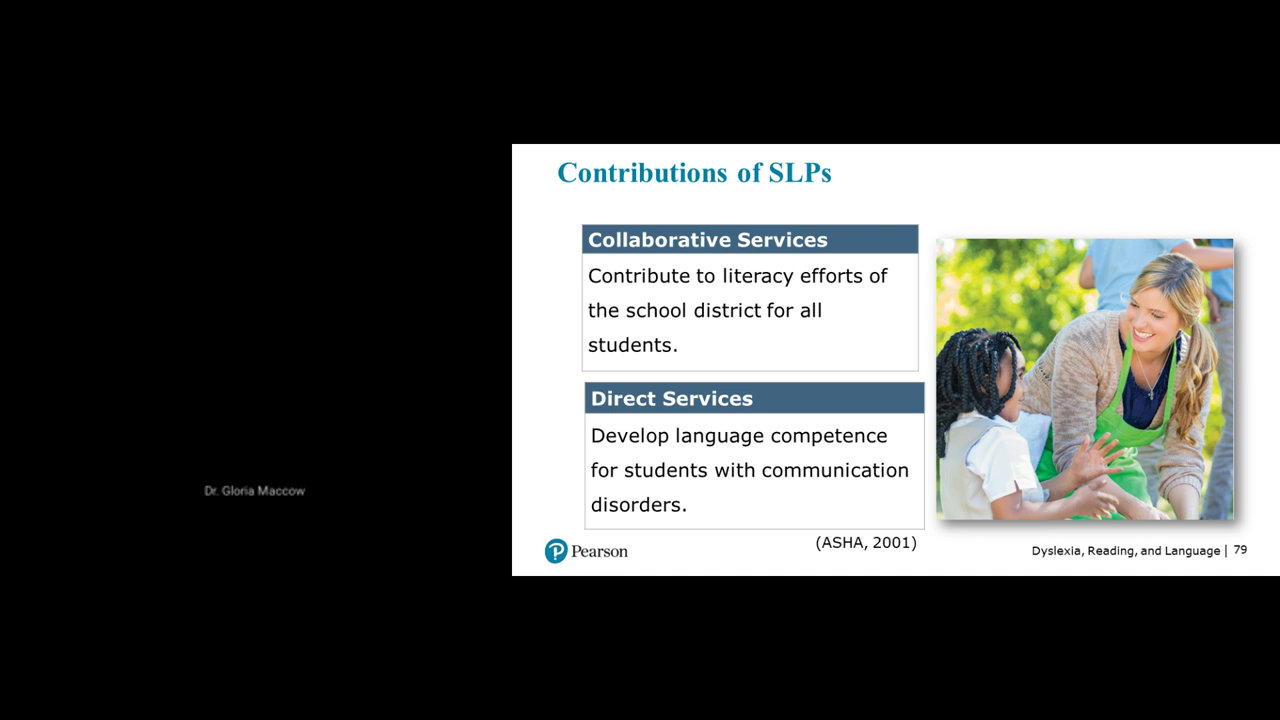 Dr. Gloria Maccow
Contributions of SLPs
Collaborative Services
Contribute to literacy efforts of
the school district for all
students.
Direct Services
Develop language competence
for students with communication
disorders.
(ASHA, 2001)
Pearson
Dyslexia, Reading, and Language | 79